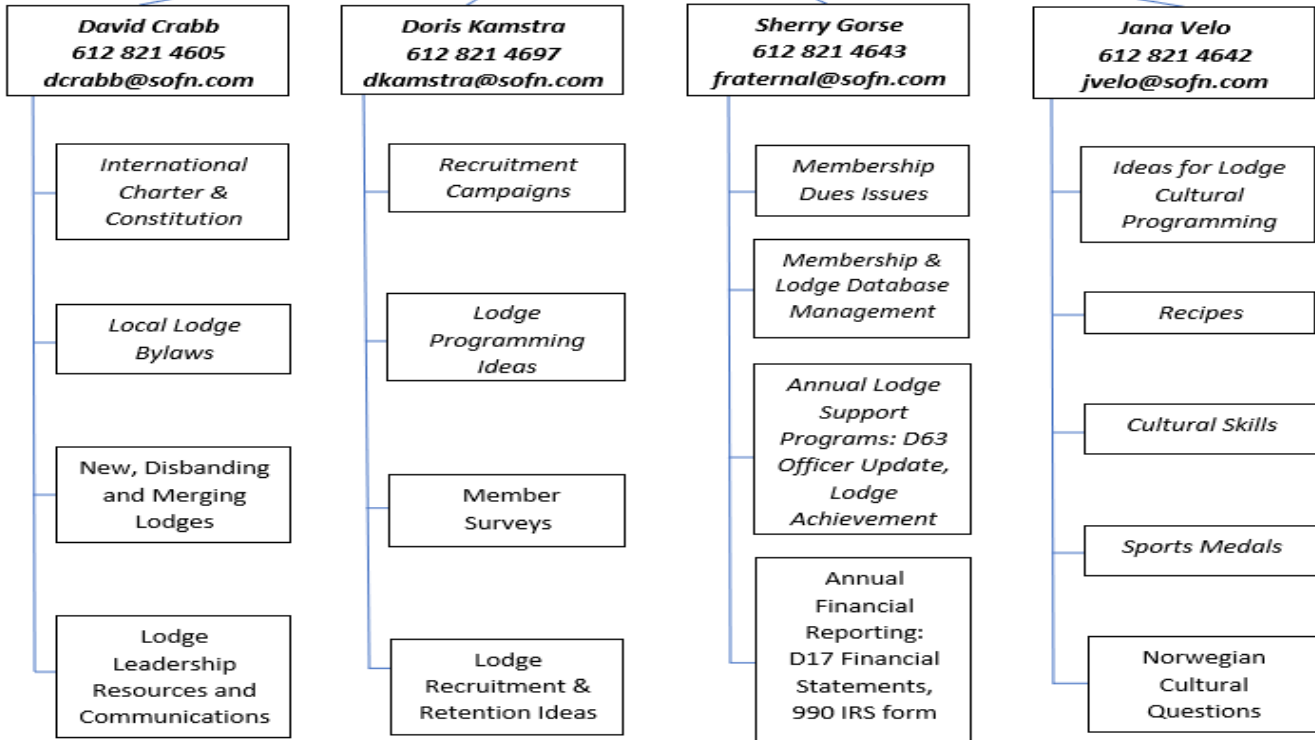 David Crabb
612 821 4605
dcrabb@sofn.com
International
Charter &
Constitution
Local Lodge
Bylaws
New, Disbanding
and Merging
Lodges
Lodge
Leadership
Resources and
Communications
Doris Kamstra
612 821 4697
dkamstra@sofn.com
Recruitment
Campaigns
Lodge
Programming
Ideas
Member
Surveys
Lodge
Recruitment &
Retention Ideas
Sherry Gorse
612 821 4643
fraternal@sofn.com
Membership
Dues Issues
Membership &
Lodge Database
Management
Annual Lodge
Support
Programs: D63
Officer Update,
Lodge
Achievement
Annual
Financial
Reporting:
D17 Financial
Statements,
990 IRS form
Jana Velo
612 821 4642
jvelo@sofn.com
Ideas for Lodge
Cultural
Programming
Recipes
Cultural Skills
Sports Medals
Norwegian
Cultural
Questions